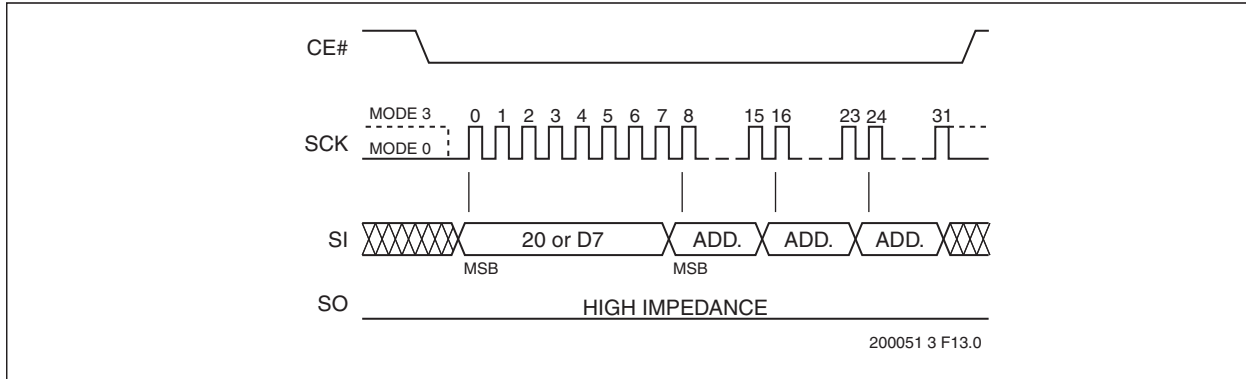 CE#
MODE 3
0 1 2 3 4 5 6 7 8 15 16 23 24 31
SCK
MODE 0
SI
20 or D7 ADD. ADD. ADD.
MSB MSB
SO
HIGH IMPEDANCE
200051 3 F13.0